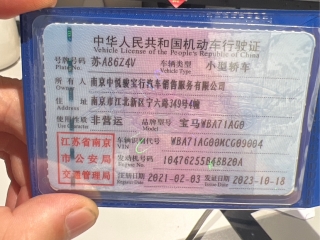 中华人民共和国机动车行驶证
Vehicle License of the People's Republic of China
号牌号码 苏A86Z4V 车辆类型 小型轿车
Plate No. Vehicle Type
所有人 南京中悦骏宝行汽车销售服务有限公司
Owner
住址 南京市江北新区宁六路349号4幢
Address
使用性质 非营运 品牌型号 宝马WBA71AG0
Use Character Model
江苏省南京市公安局交通管理局
车辆识别代号 WBA71AG00MCG09004
VIN
发动机号码 10476255B48B20A
Engine No.
注册日期 2021-02-03 发证日期 2023-10-18
Register Date Issue Date